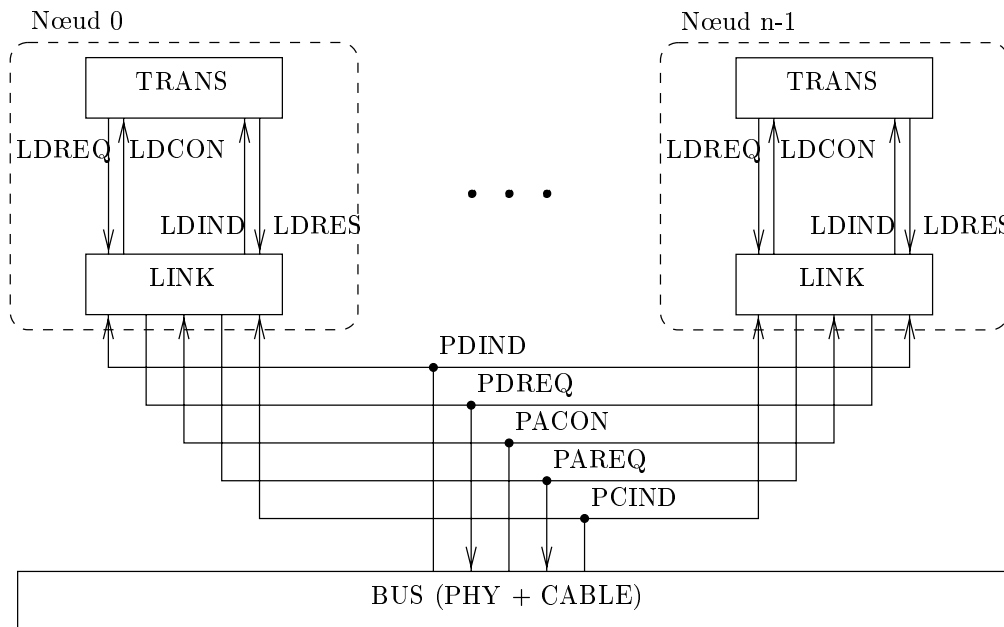 Nœud 0
Nœud n-1
TRANS
TRANS
LDREQ
LDCON
LDREQ
LDCON
LDIND
LDRES
LDIND
LDRES
LINK
LINK
PDIND
PDREQ
PACON
PAREQ
PCIND
BUS (PHY + CABLE)